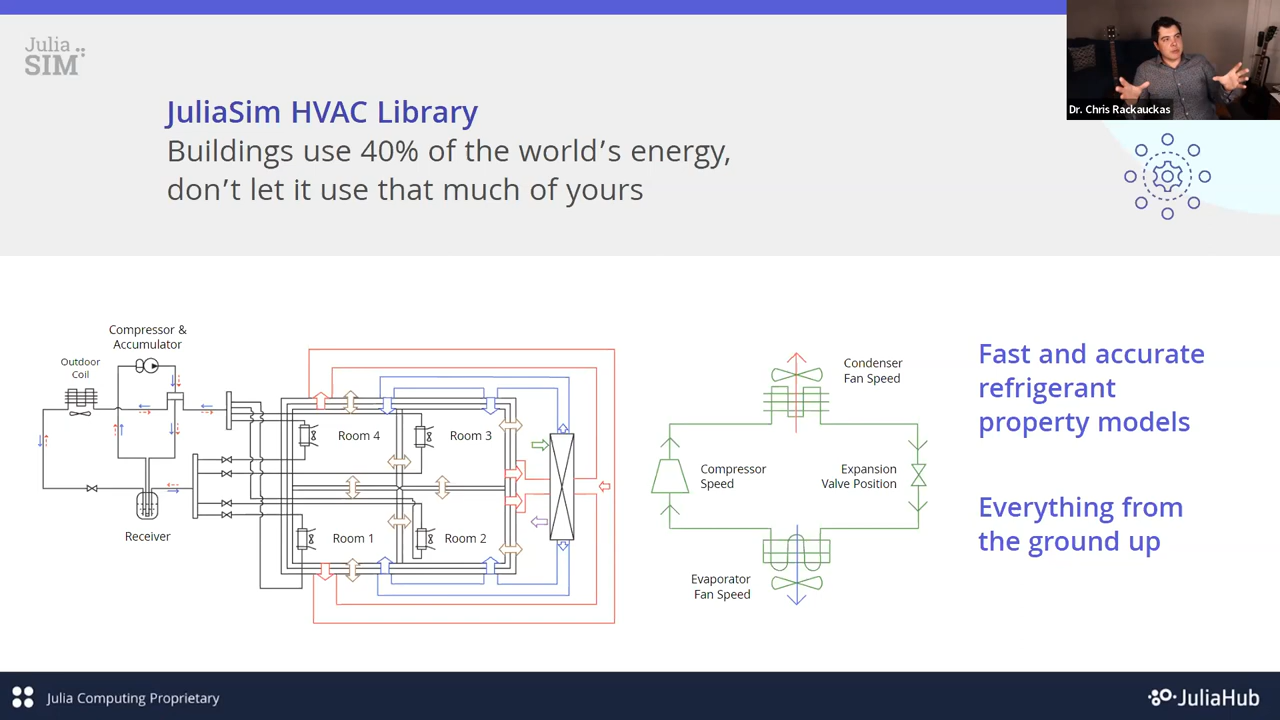 Julia
SIM
JuliaSim HVAC Library
Buildings use 40% of the world's energy,
don't let it use that much of yours
Dr. Chris Rackauckas
Compressor &
Accumulator
Outdoor
Coil
Receiver
Room 4
Room 3
Room 1
Room 2
Condenser
Fan Speed
Compressor
Speed
Expansion
Valve Position
Evaporator
Fan Speed
Fast and accurate
refrigerant
property models
Everything from
the ground up
Julia Computing Proprietary
JuliaHub